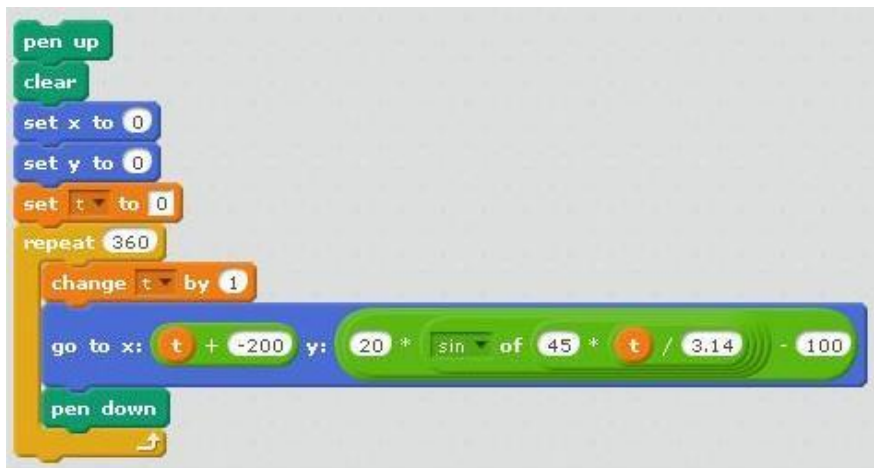 pen up
clear
set x to 0
set y to 0
set t to 0
repeat 360
change t by 1
go to x: t + -200 y: 20 * sin of 45 * t / 3.14 - 100
pen down